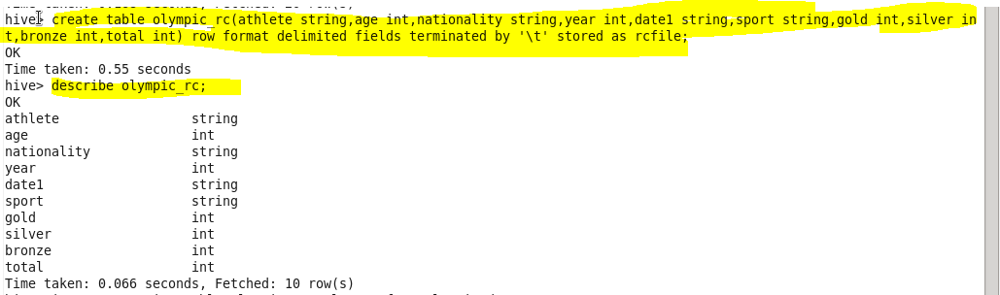 hive> create table olympic_rc(athlete string,age int,nationality string,year int,date1 string,sport string,gold int,silver in
t,bronze int,total int) row format delimited fields terminated by '\t' stored as rcfile;
OK
Time taken: 0.55 seconds
hive> describe olympic_rc;
OK
athlete string
age int
nationality string
year int
date1 string
sport string
gold int
silver int
bronze int
total int
Time taken: 0.066 seconds, Fetched: 10 row(s)